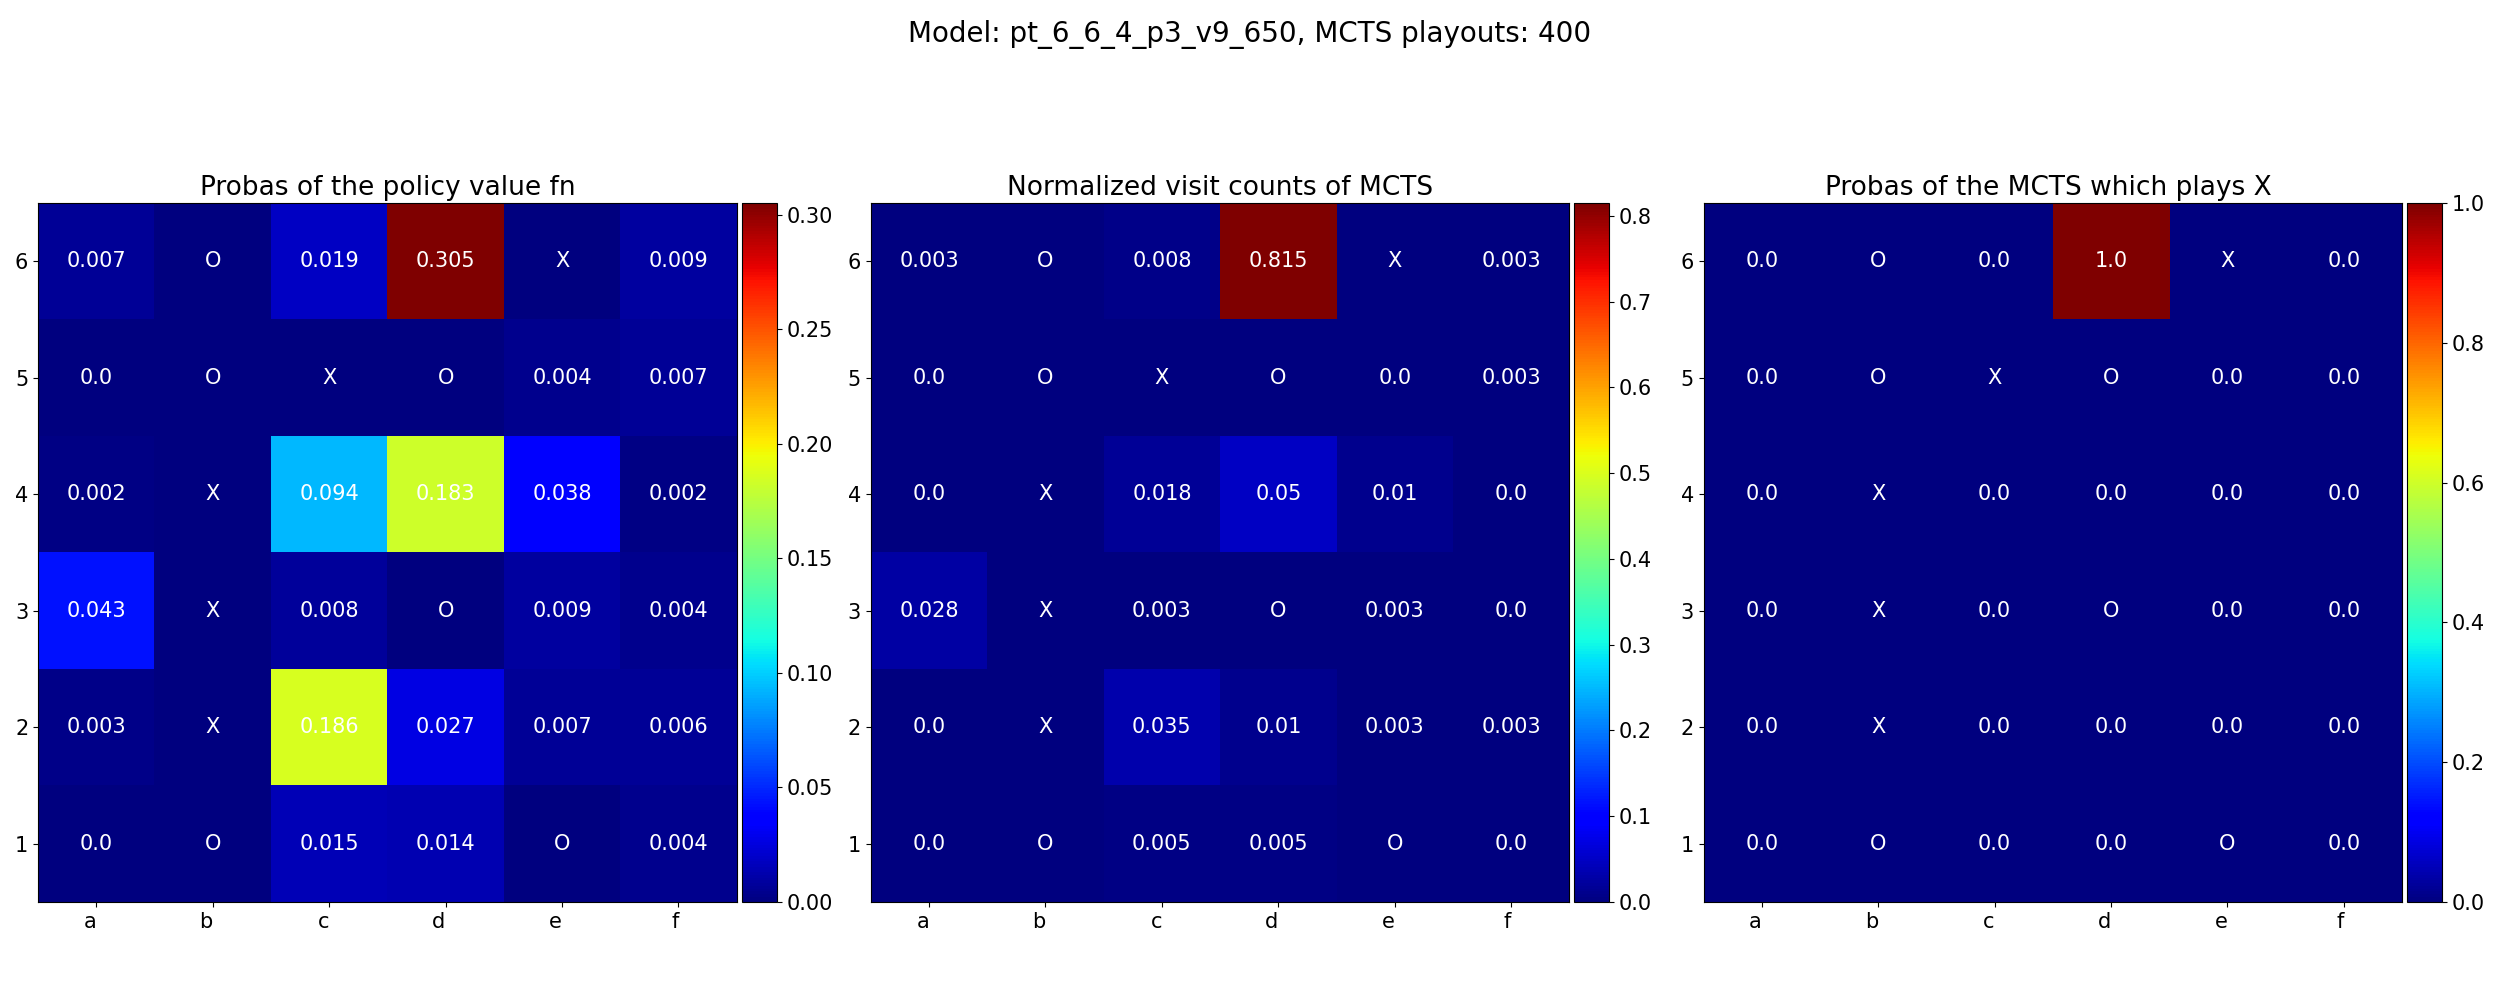 Model: pt_6_6_4_p3_v9_650, MCTS playouts: 400
Probas of the policy value fn
6 0.007 O 0.019 0.305 X 0.009
5 0.0 O X O 0.004 0.007
4 0.002 X 0.094 0.183 0.038 0.002
3 0.043 X 0.008 O 0.009 0.004
2 0.003 X 0.186 0.027 0.007 0.006
1 0.0 O 0.015 0.014 O 0.004
a b c d e f
0.30
0.25
0.20
0.15
0.10
0.05
0.00
Normalized visit counts of MCTS
6 0.003 O 0.008 0.815 X 0.003
5 0.0 O X O 0.0 0.003
4 0.0 X 0.018 0.05 0.01 0.0
3 0.028 X 0.003 O 0.003 0.0
2 0.0 X 0.035 0.01 0.003 0.003
1 0.0 O 0.005 0.005 O 0.0
a b c d e f
0.8
0.7
0.6
0.5
0.4
0.3
0.2
0.1
0.0
Probas of the MCTS which plays X
6 0.0 O 0.0 1.0 X 0.0
5 0.0 O X O 0.0 0.0
4 0.0 X 0.0 0.0 0.0 0.0
3 0.0 X 0.0 O 0.0 0.0
2 0.0 X 0.0 0.0 0.0 0.0
1 0.0 O 0.0 0.0 O 0.0
a b c d e f
1.0
0.8
0.6
0.4
0.2
0.0